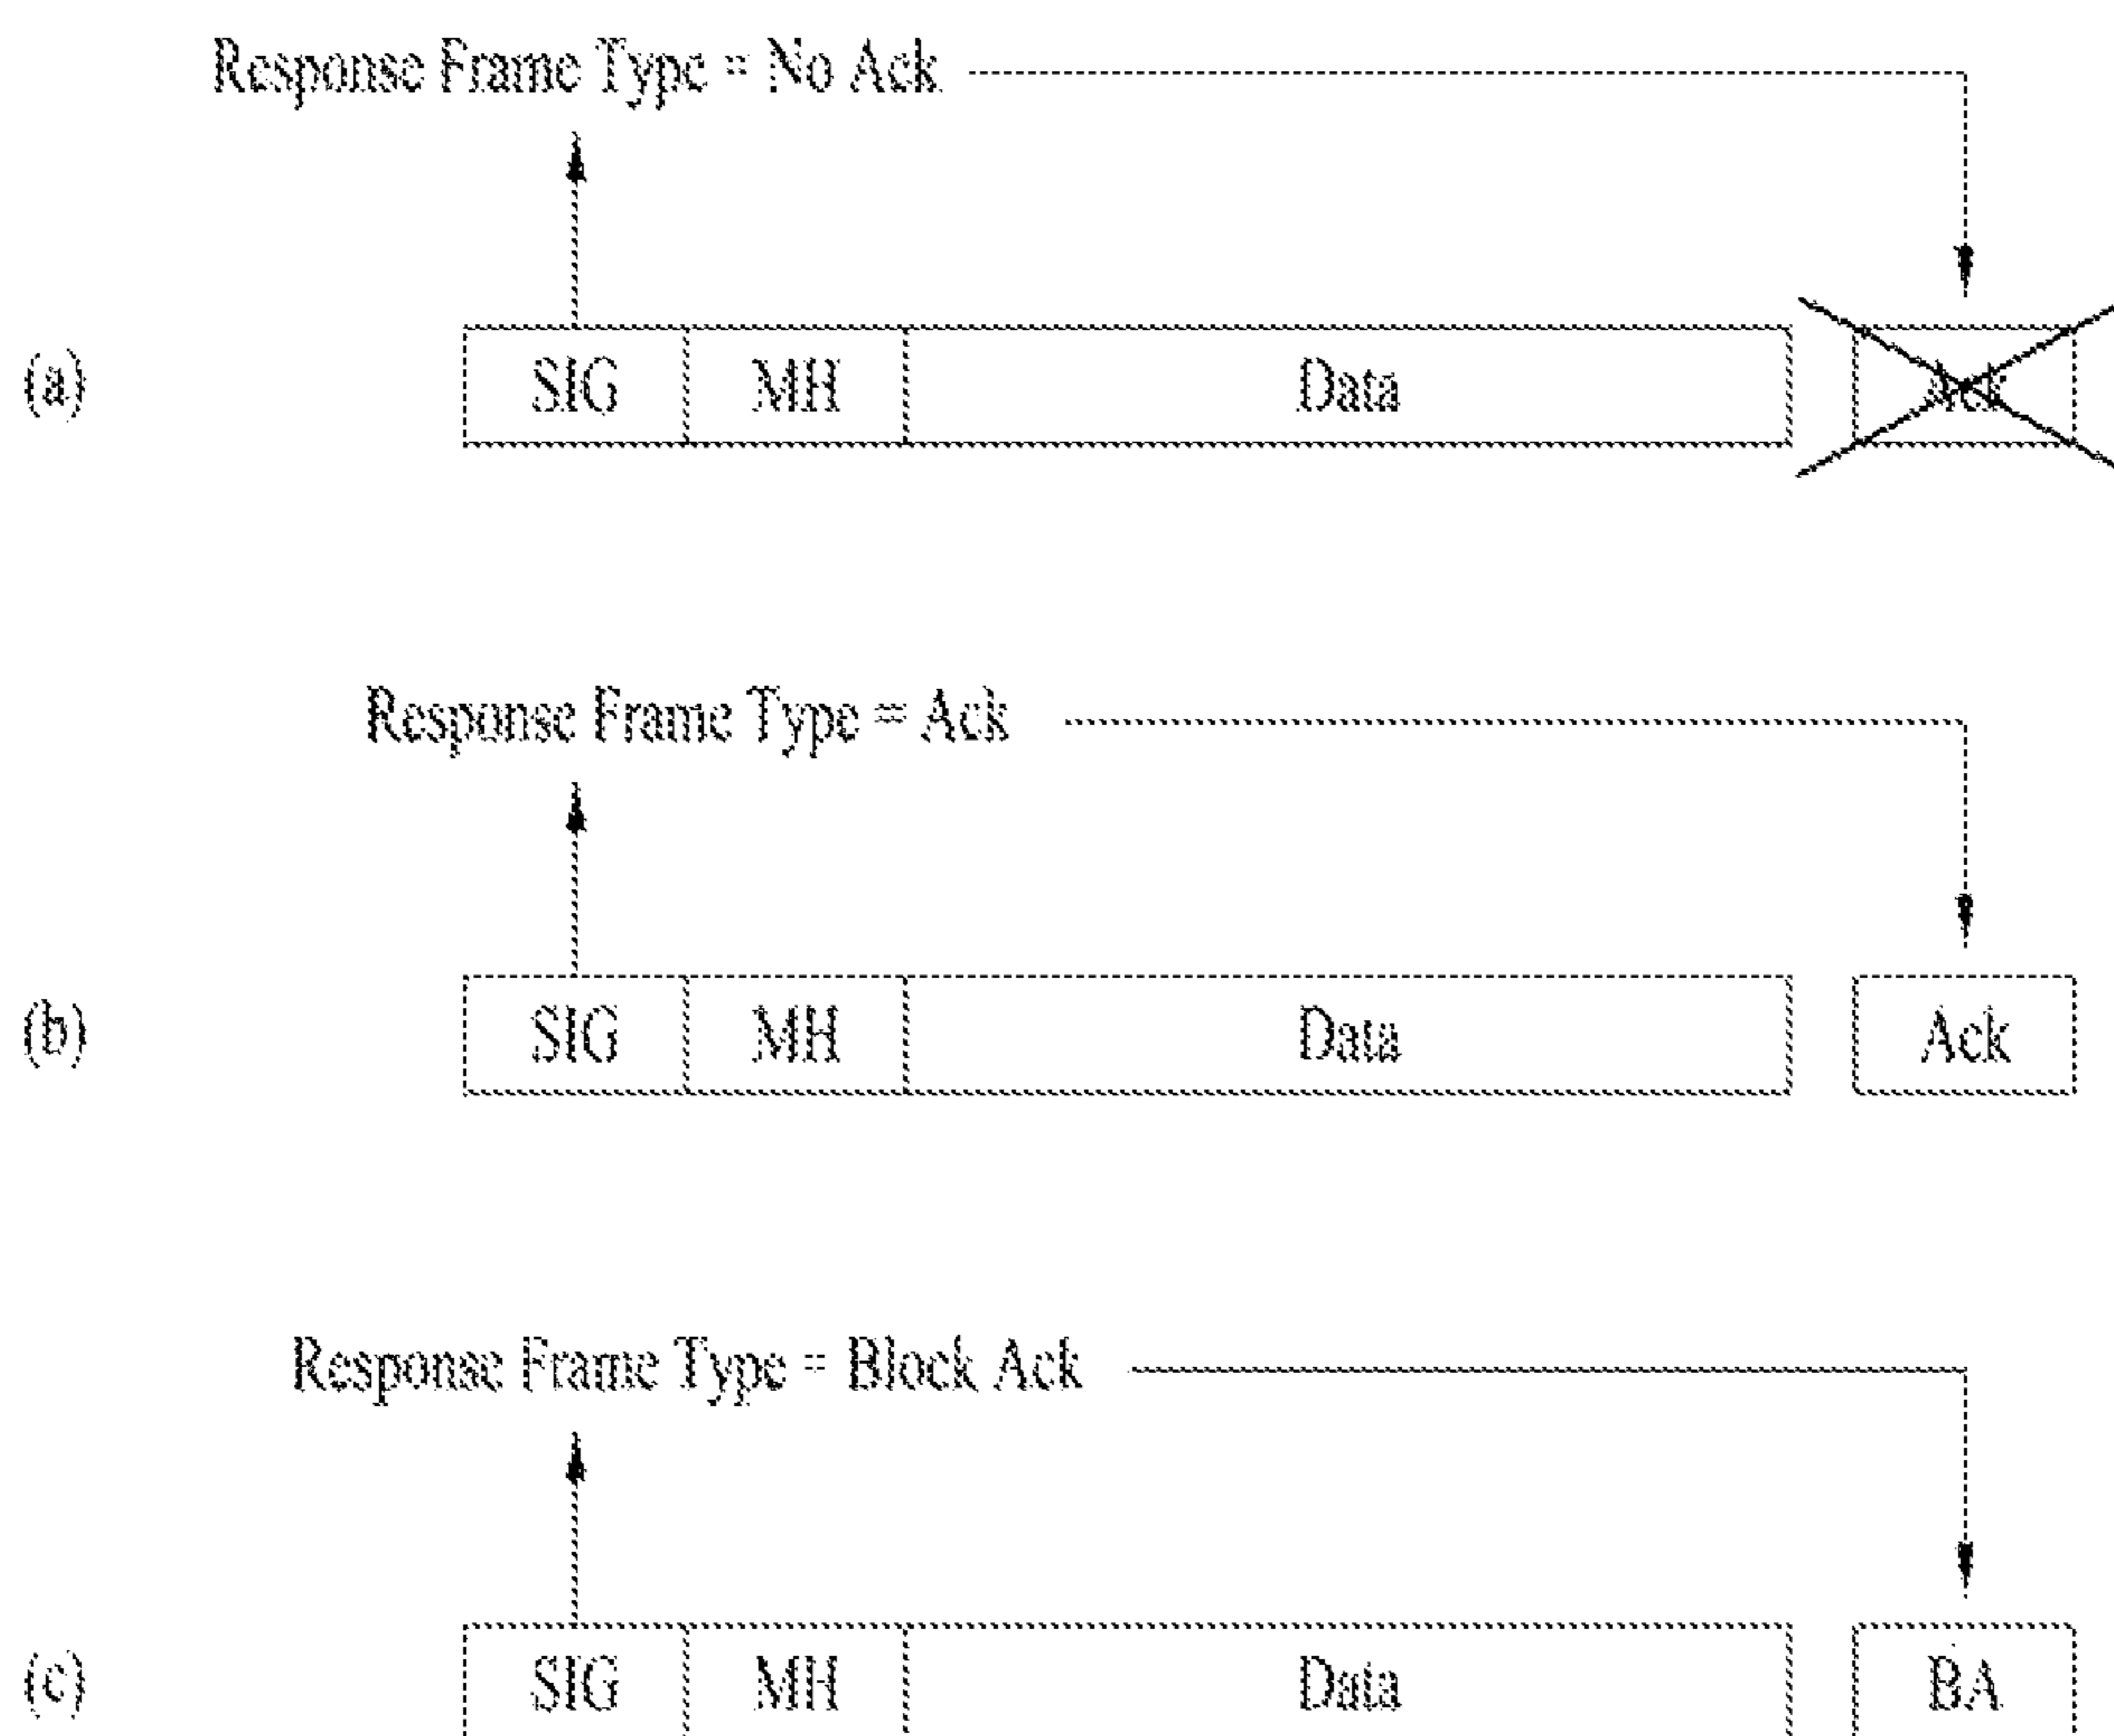 Response Frame Type = No Ack
(a) SIG MH Data Ack
Response Frame Type = Ack
(b) SIG MH Data Ack
Response Frame Type = Block Ack
(c) SIG MH Data BA